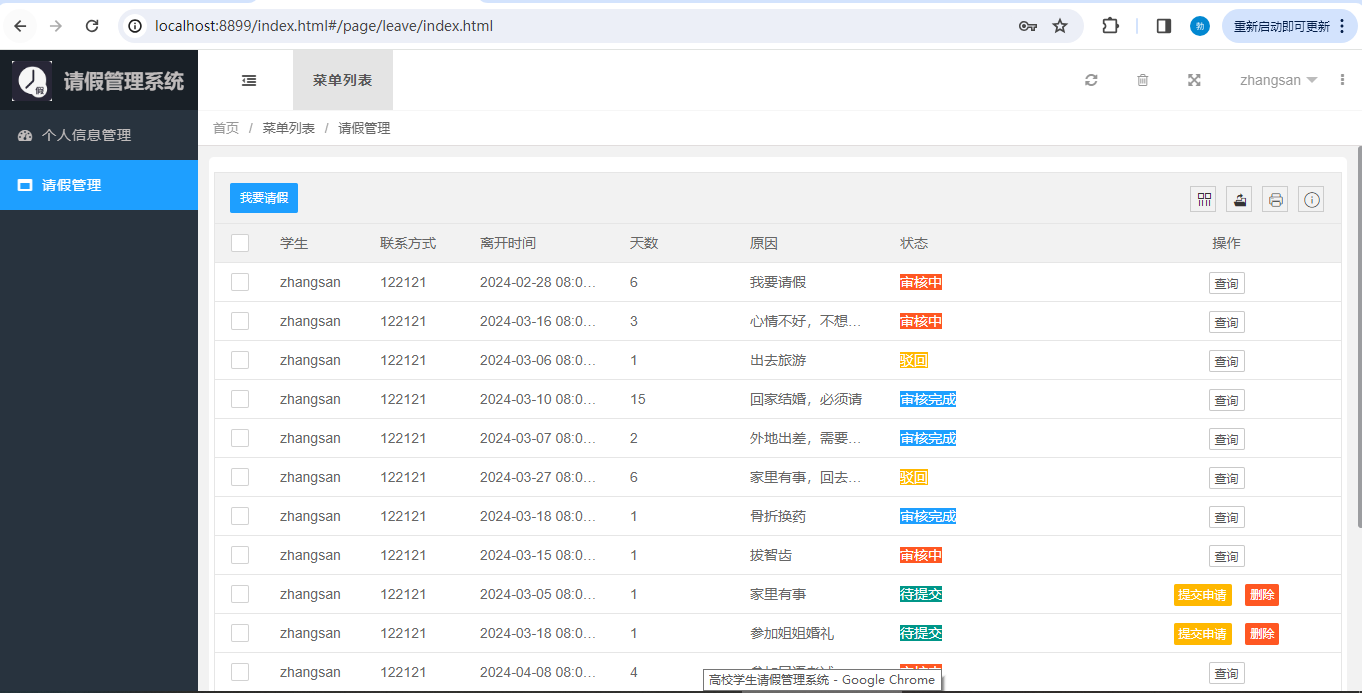 localhost:8899/index.html#/page/leave/index.html
勃
重新启动即可更新
假
请假管理系统
菜单列表
zhangsan
个人信息管理
首页 / 菜单列表 / 请假管理
请假管理
我要请假
学生 联系方式 离开时间 天数 原因 状态 操作
zhangsan 122121 2024-02-28 08:0... 6 我要请假 审核中 查询
zhangsan 122121 2024-03-16 08:0... 3 心情不好，不想... 审核中 查询
zhangsan 122121 2024-03-06 08:0... 1 出去旅游 驳回 查询
zhangsan 122121 2024-03-10 08:0... 15 回家结婚，必须请 审核完成 查询
zhangsan 122121 2024-03-07 08:0... 2 外地出差，需要... 审核完成 查询
zhangsan 122121 2024-03-27 08:0... 6 家里有事，回去... 驳回 查询
zhangsan 122121 2024-03-18 08:0... 1 骨折换药 审核完成 查询
zhangsan 122121 2024-03-15 08:0... 1 拔智齿 审核中 查询
zhangsan 122121 2024-03-05 08:0... 1 家里有事 待提交 提交申请 删除
zhangsan 122121 2024-03-18 08:0... 1 参加姐姐婚礼 待提交 提交申请 删除
zhangsan 122121 2024-04-08 08:0... 4 查询
高校学生请假管理系统 - Google Chrome